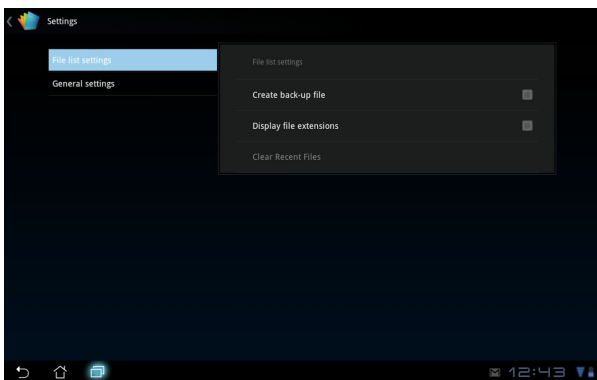 Settings
File list settings
General settings
File list settings
Create back-up file
Display file extensions
Clear Recent Files
12:43